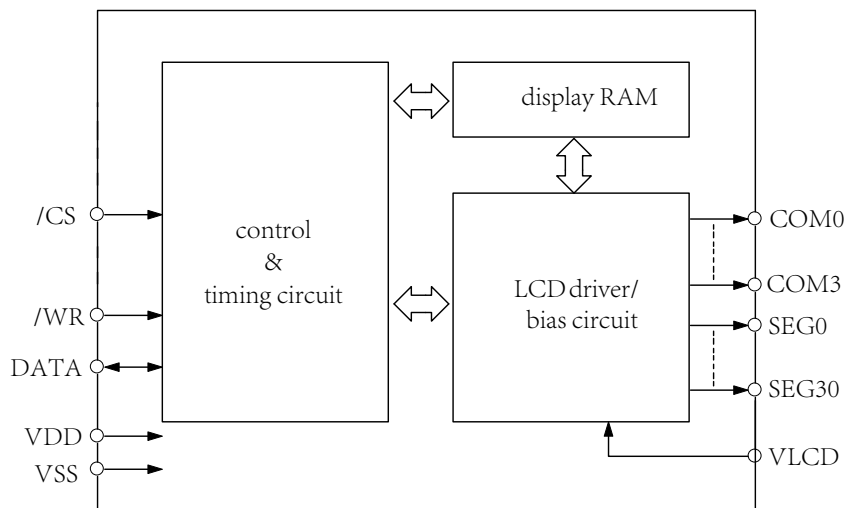 display RAM
/CS
control
&
timing circuit
/WR
DATA
VDD
VSS
LCD driver/
bias circuit
COM0
COM3
SEG0
SEG30
VLCD